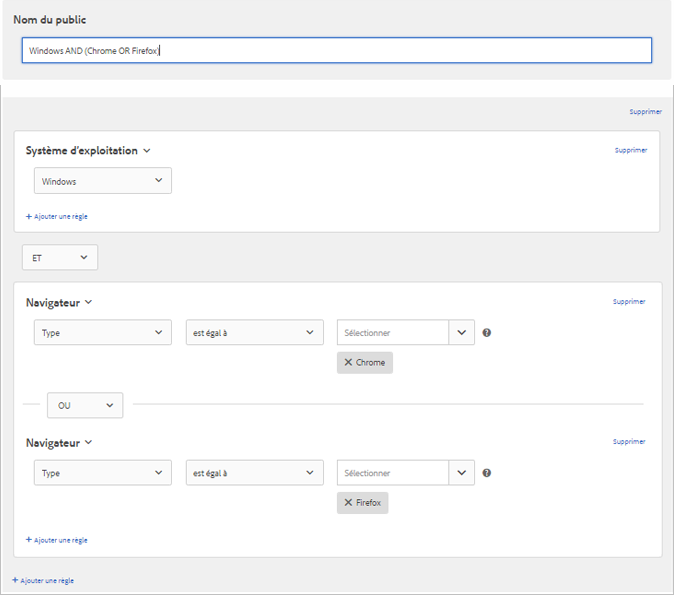 Nom du public
Windows AND (Chrome OR Firefox)
Supprimer
Système d'exploitation
Supprimer
Windows
+ Ajouter une règle
ET
Navigateur
Supprimer
Type est égal à Sélectionner
Chrome
OU
Navigateur
Supprimer
Type est égal à Sélectionner
Firefox
+ Ajouter une règle
+ Ajouter une règle